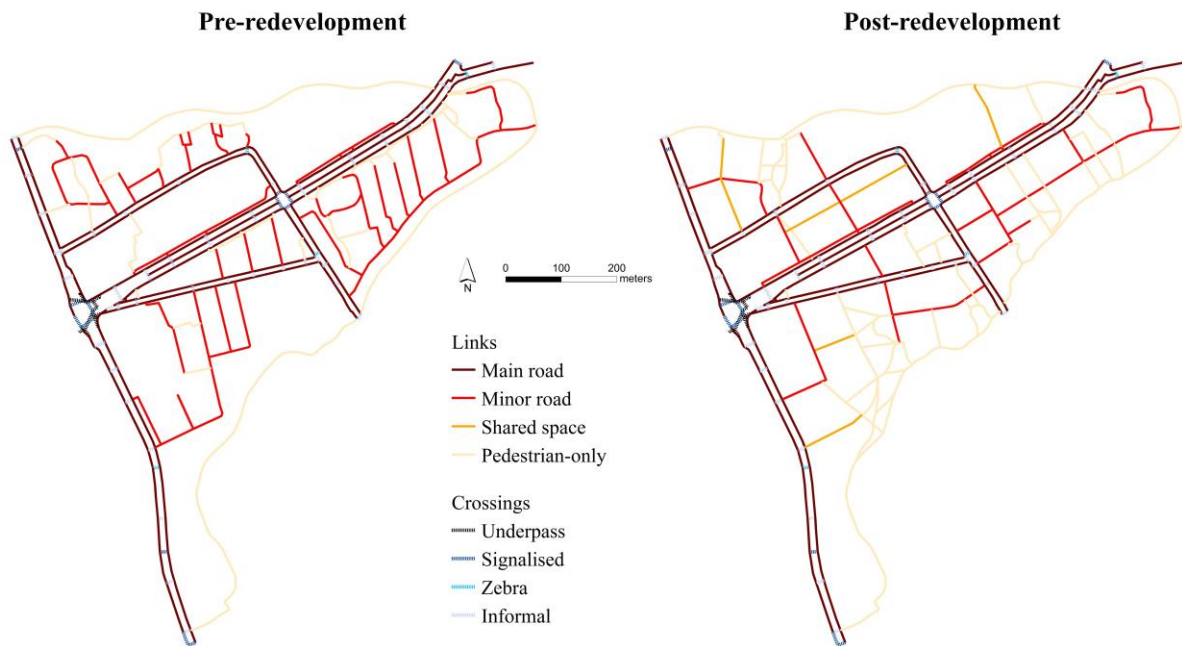 Pre-redevelopment
Post-redevelopment
N
0 100 200
meters
Links
Main road
Minor road
Shared space
Pedestrian-only
Crossings
Underpass
Signalised
Zebra
Informal